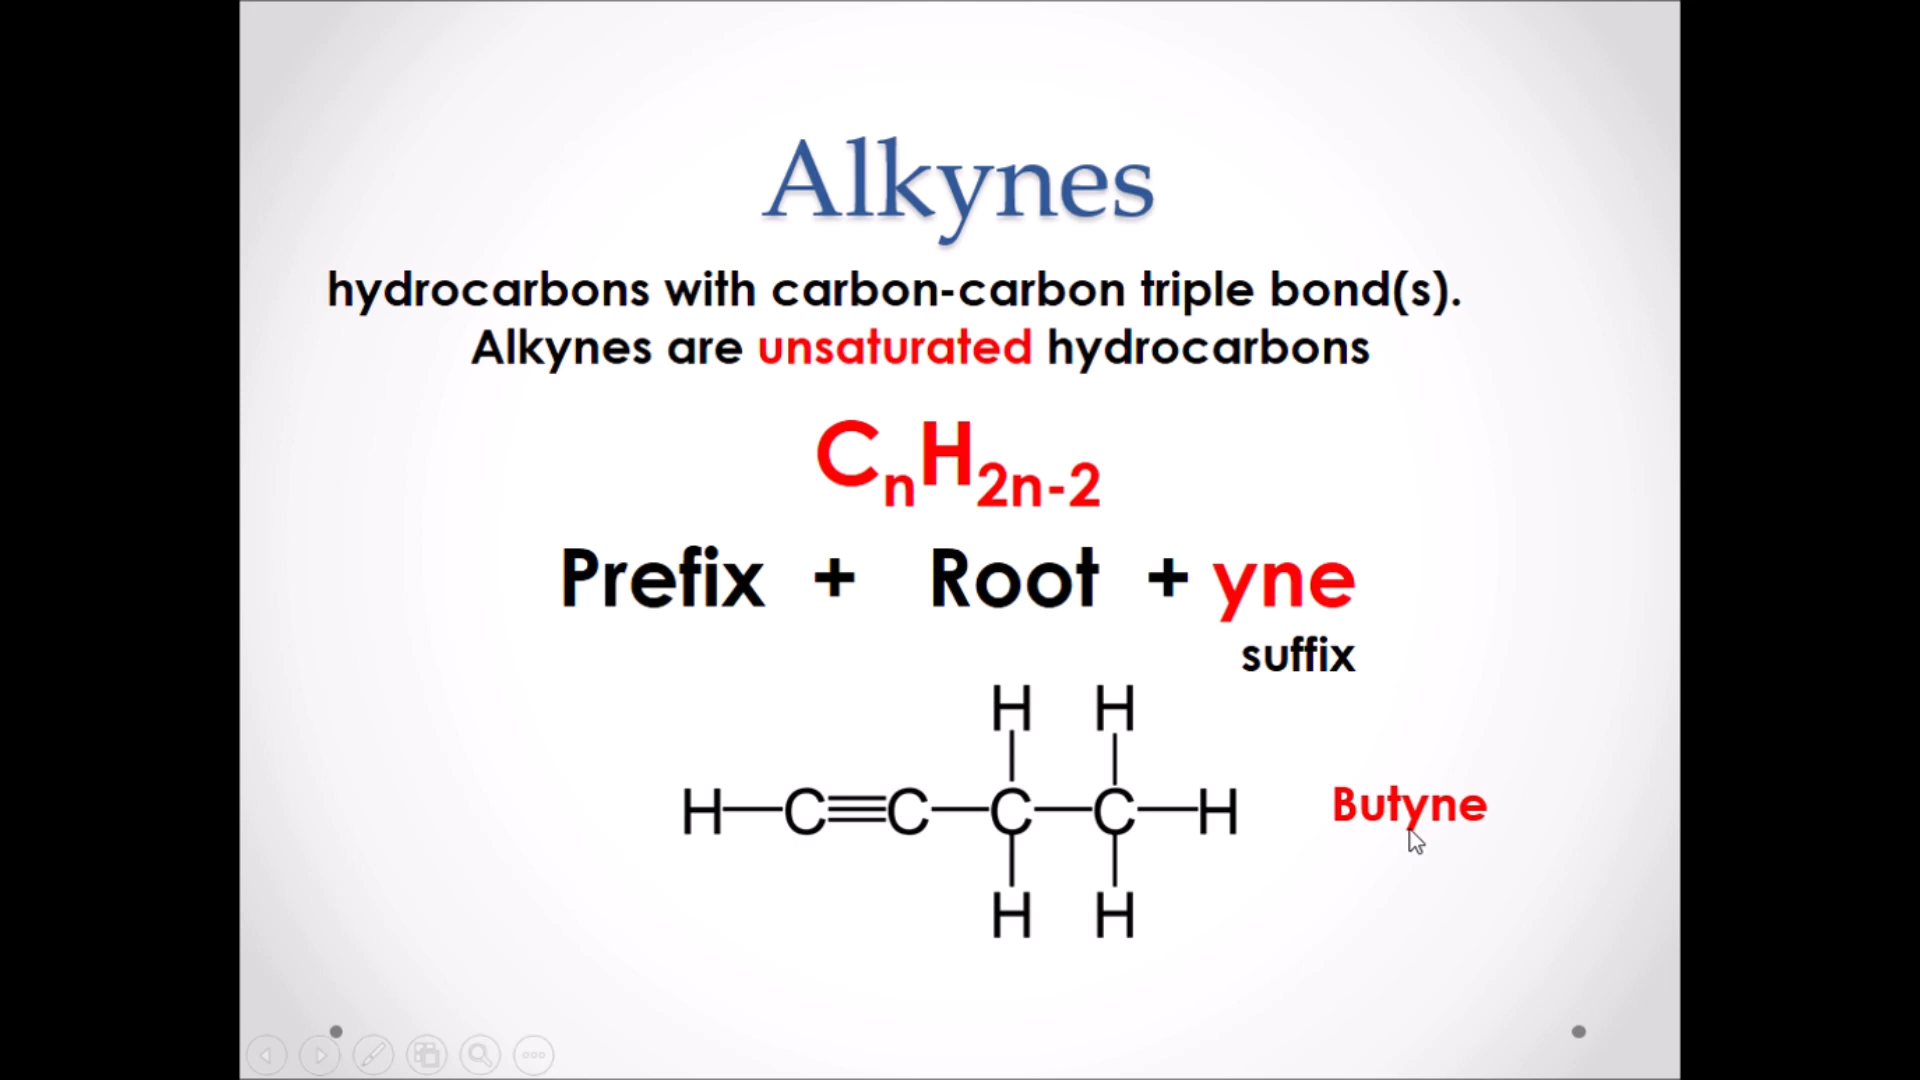 Alkynes
hydrocarbons with carbon-carbon triple bond(s).
Alkynes are unsaturated hydrocarbons
CnH2n-2
Prefix + Root + yne
suffix
H H
H—C≡C—C—C—H
H H
Butyne